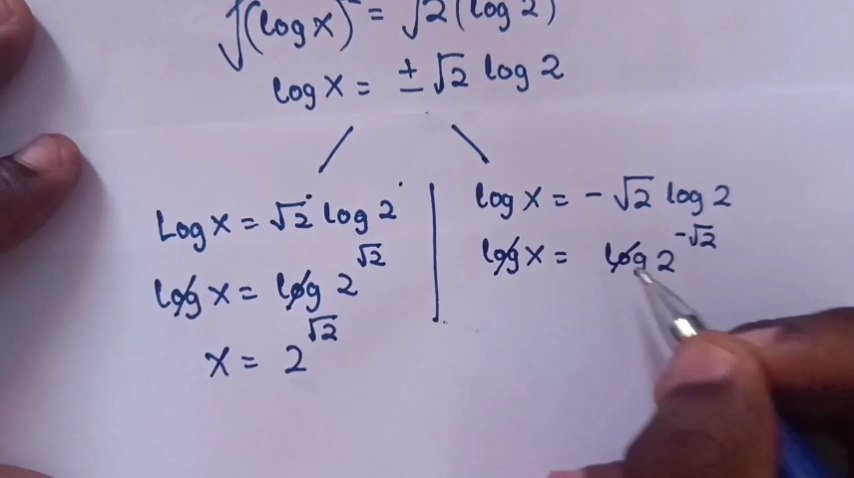 √(log x)² = √2(log 2)
log x = ± √2 log 2
Log x = √2 log 2
log x = log 2^√2
x = 2^√2
log x = - √2 log 2
log x = log 2^-√2